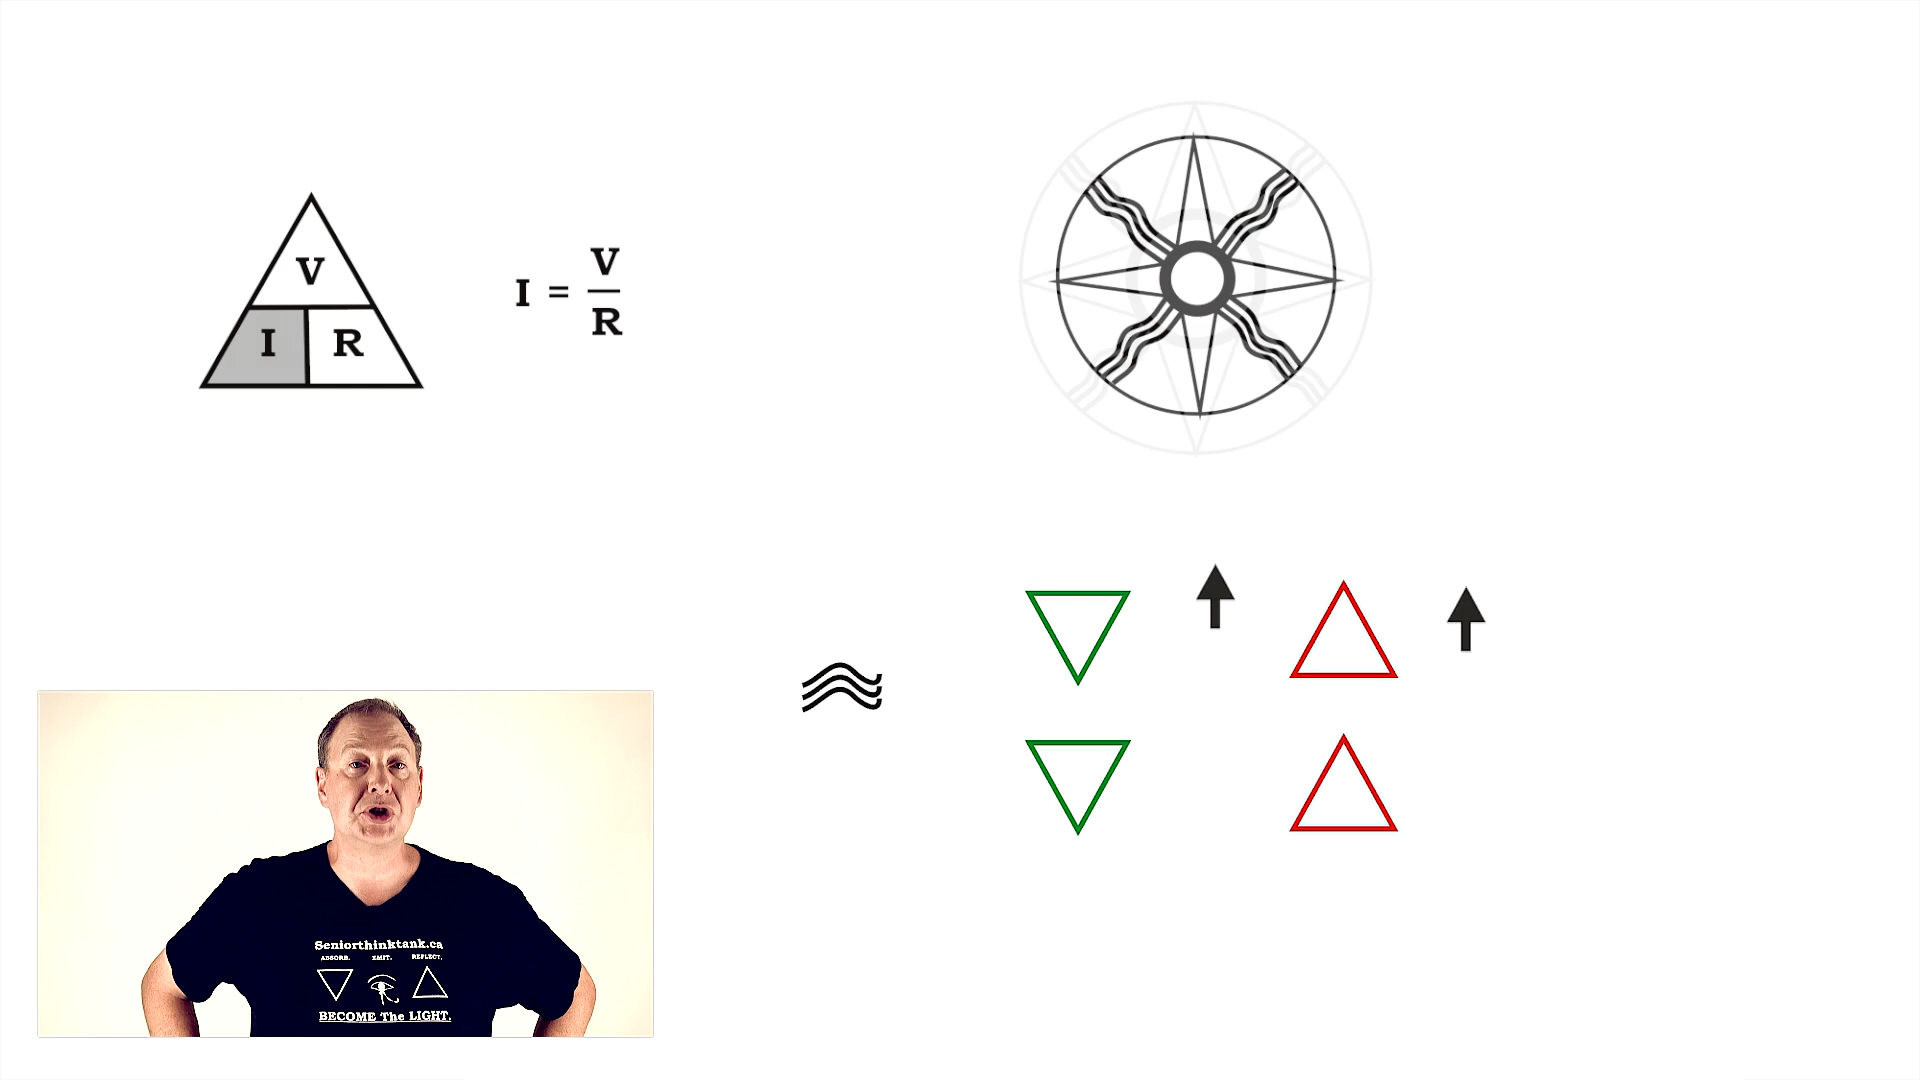 V
I R
I = V
R
Seniorthinktank.ca
ABSORB. EMIT. REFLECT.
BECOME The LIGHT.